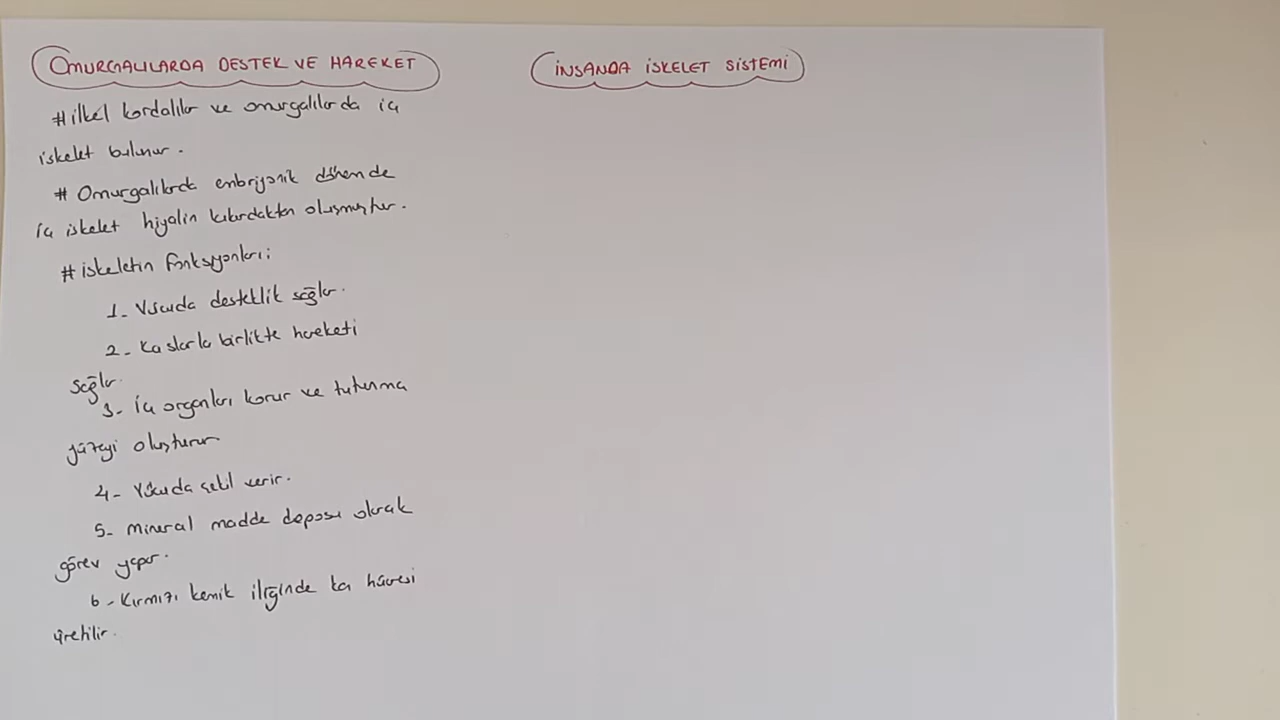 OMURGALILARDA DESTEK VE HAREKET
# ilkel kordalılar ve omurgalılarda iç
iskelet bulunur.
# Omurgalılarda embriyonik dönemde
iç iskelet hiyalin kıkırdaktan oluşmuştur.
# iskeletin fonksiyonları;
1- Vücuda desteklik sağlar.
2- Kaslarla birlikte hareketi
sağlar.
3- İç organları korur ve tutunma
yüzeyi oluşturur
4- Vücuda şekil verir.
5- Mineral madde deposu olarak
görev yapar.
6- Kırmızı kemik iliğinde kan hücresi
üretilir.
İNSANDA İSKELET SİSTEMİ